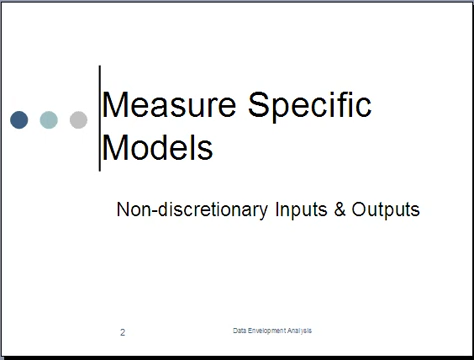 Measure Specific
Models
Non-discretionary Inputs & Outputs
2
Data Envelopment Analysis